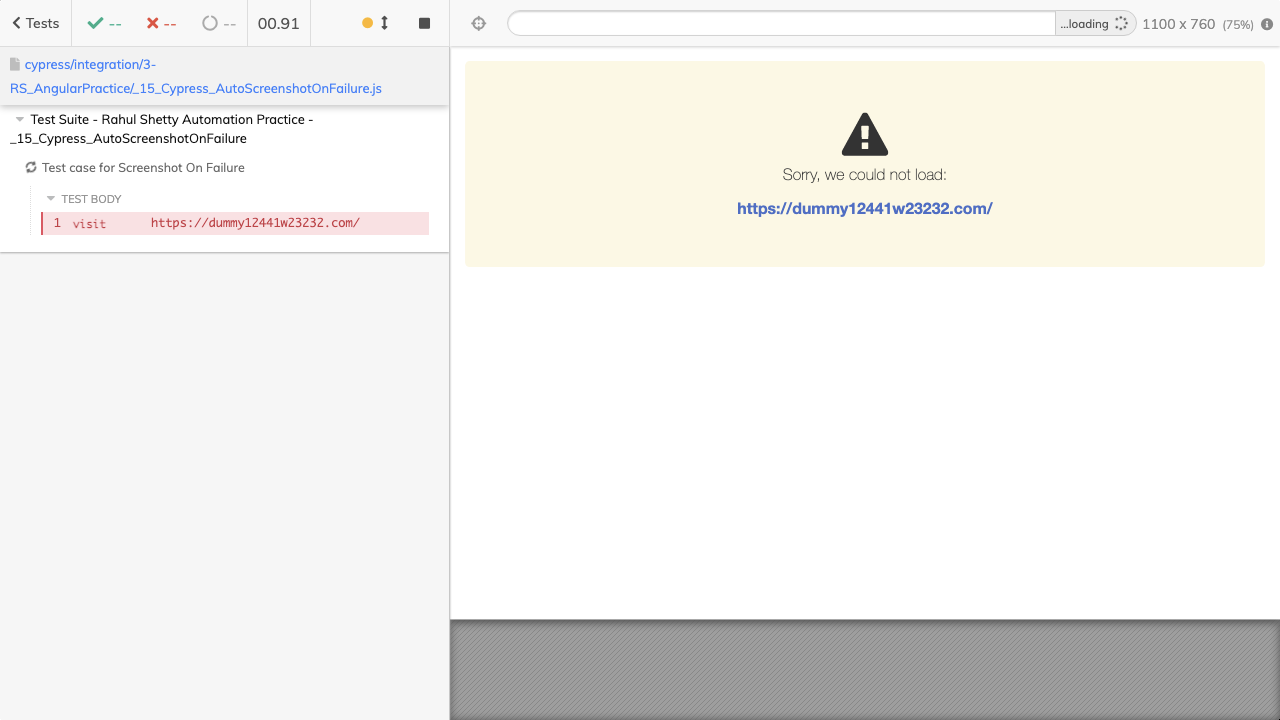 Tests
--
--
--
00.91
...loading
1100 x 760 (75%)
cypress/integration/3-
RS_AngularPractice/_15_Cypress_AutoScreenshotOnFailure.js
Test Suite - Rahul Shetty Automation Practice -
_15_Cypress_AutoScreenshotOnFailure
Test case for Screenshot On Failure
TEST BODY
1 visit https://dummy12441w23232.com/
Sorry, we could not load:
https://dummy12441w23232.com/